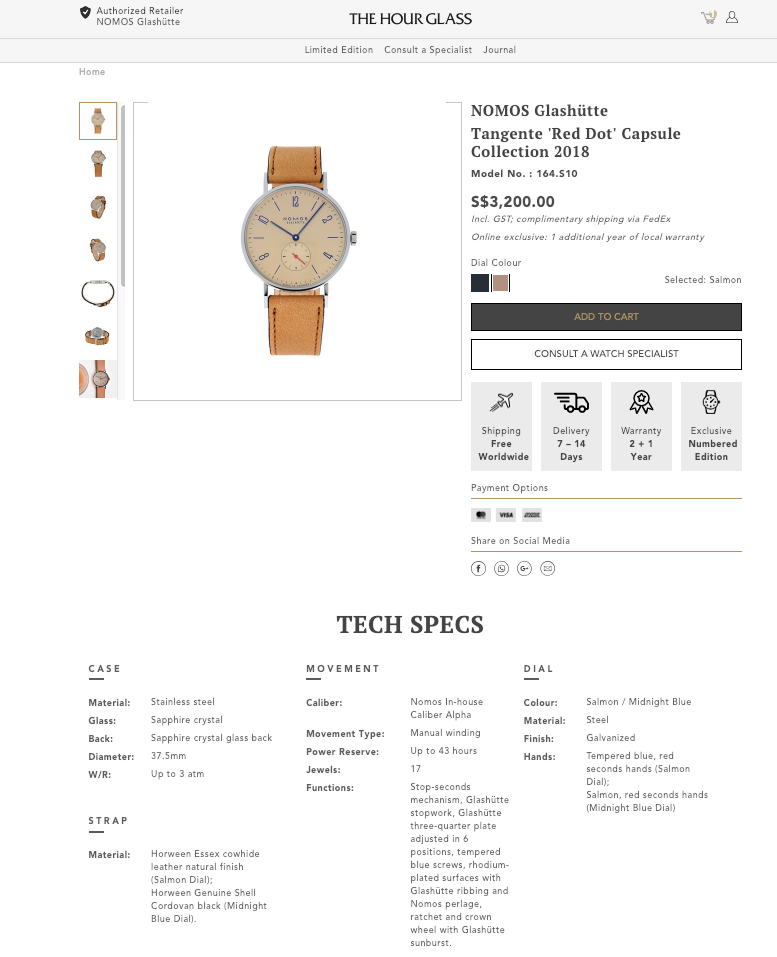 Authorized Retailer
NOMOS Glashütte
THE HOUR GLASS
Limited Edition Consult a Specialist Journal
Home
NOMOS Glashütte
Tangente 'Red Dot' Capsule
Collection 2018
Model No. : 164.S10
S$3,200.00
Incl. GST; complimentary shipping via FedEx
Online exclusive: 1 additional year of local warranty
Dial Colour
Selected: Salmon
ADD TO CART
CONSULT A WATCH SPECIALIST
Shipping
Free
Worldwide
Delivery
7 – 14
Days
Warranty
2 + 1
Year
Exclusive
Numbered
Edition
Payment Options
VISA
Share on Social Media
12
2
4
8
10
NOMOS
TECH SPECS
CASE
Material: Stainless steel
Glass: Sapphire crystal
Back: Sapphire crystal glass back
Diameter: 37.5mm
W/R: Up to 3 atm
STRAP
Material: Horween Essex cowhide
leather natural finish
(Salmon Dial);
Horween Genuine Shell
Cordovan black (Midnight
Blue Dial).
MOVEMENT
Caliber: Nomos In-house
Caliber Alpha
Movement Type: Manual winding
Power Reserve: Up to 43 hours
Jewels: 17
Functions: Stop-seconds
mechanism, Glashütte
stopwork, Glashütte
three-quarter plate
adjusted in 6
positions, tempered
blue screws, rhodium-
plated surfaces with
Glashütte ribbing and
Nomos perlage,
ratchet and crown
wheel with Glashütte
sunburst.
DIAL
Colour: Salmon / Midnight Blue
Material: Steel
Finish: Galvanized
Hands: Tempered blue, red
seconds hands (Salmon
Dial);
Salmon, red seconds hands
(Midnight Blue Dial)